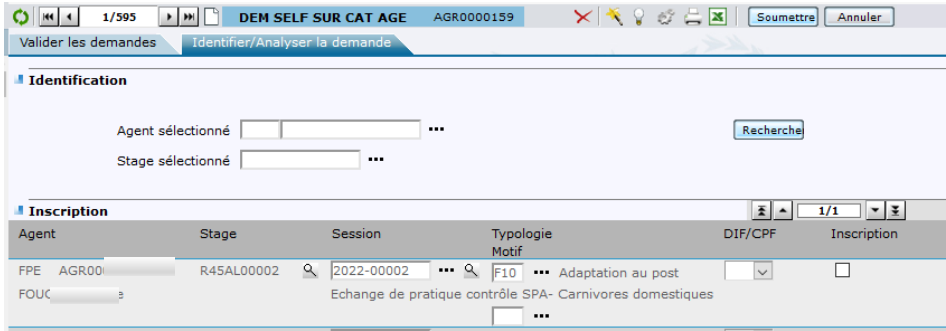 1/595 DEM SELF SUR CAT AGE AGR0000159 Soumettre Annuler
Valider les demandes Identifier/Analyser la demande
Identification
Agent sélectionné ... Recherche
Stage sélectionné ...
Inscription 1/1
Agent Stage Session Typologie DIF/CPF Inscription
Motif
FPE AGR00 R45AL00002 2022-00002 ... F10 ... Adaptation au post
FOUC e Echange de pratique contrôle SPA- Carnivores domestiques
...